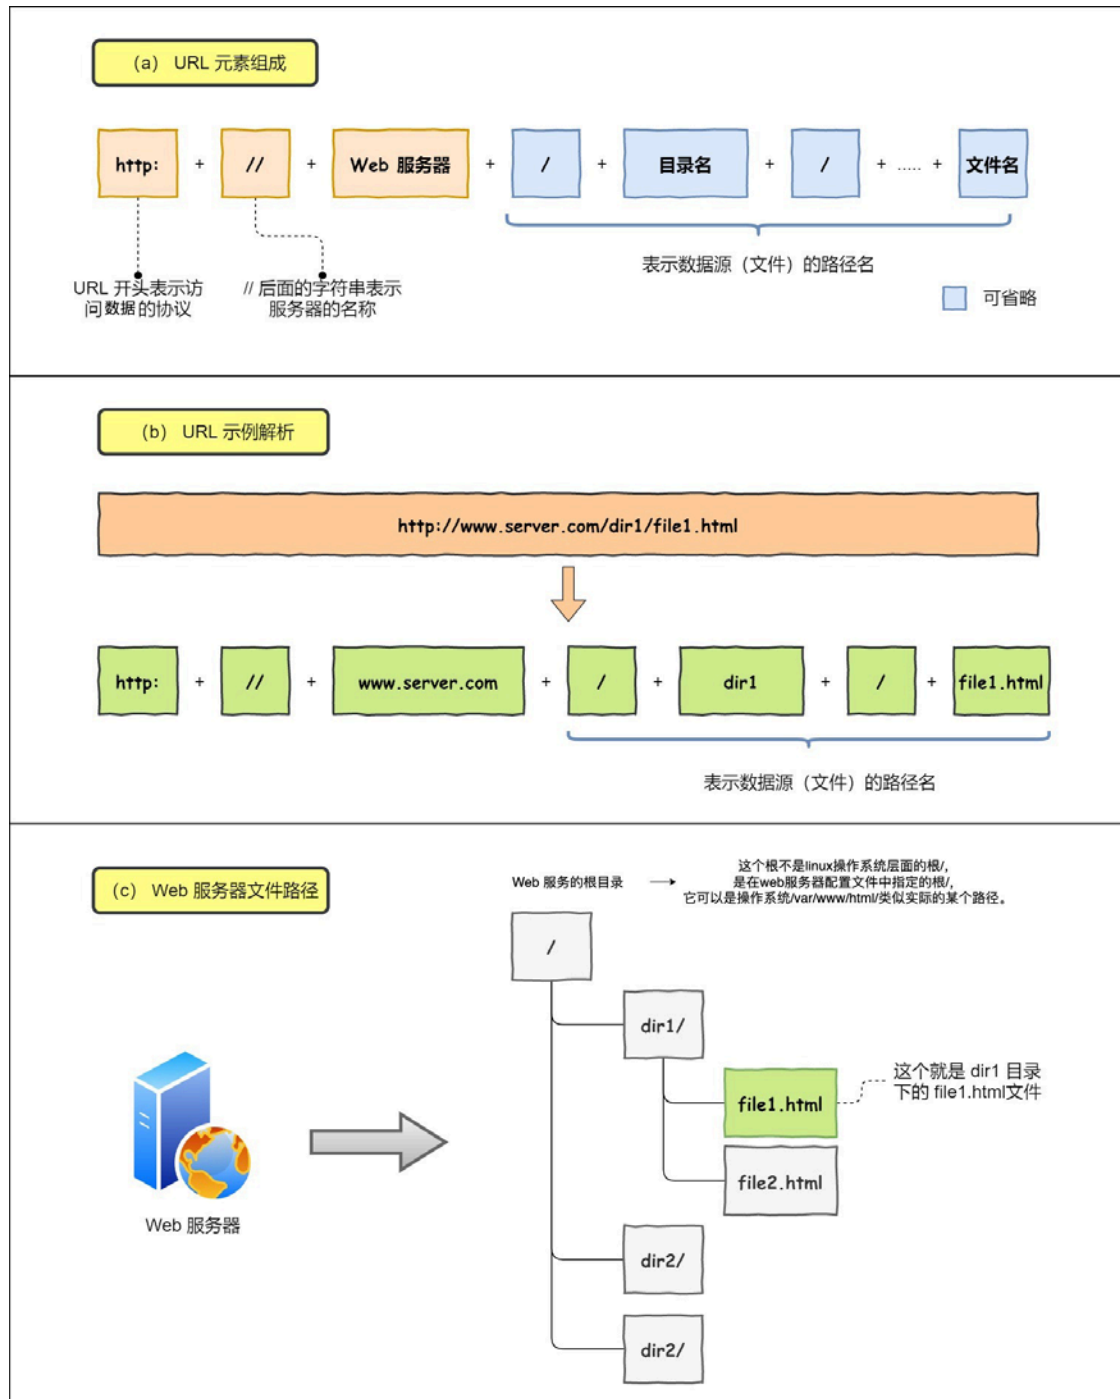 （a） URL 元素组成
http: + // + Web 服务器 + / + 目录名 + / + ..... + 文件名
表示数据源（文件）的路径名
URL 开头表示访
问数据的协议
// 后面的字符串表示
服务器的名称
可省略
（b） URL 示例解析
http://www.server.com/dir1/file1.html
http: + // + www.server.com + / + dir1 + / + file1.html
表示数据源（文件）的路径名
（c） Web 服务器文件路径
Web 服务的根目录
这个根不是linux操作系统层面的根/，
是在web服务器配置文件中指定的根/，
它可以是操作系统/var/www/html/类似实际的某个路径。
/
dir1/
file1.html
这个就是 dir1 目录
下的 file1.html文件
file2.html
Web 服务器
dir2/
dir2/